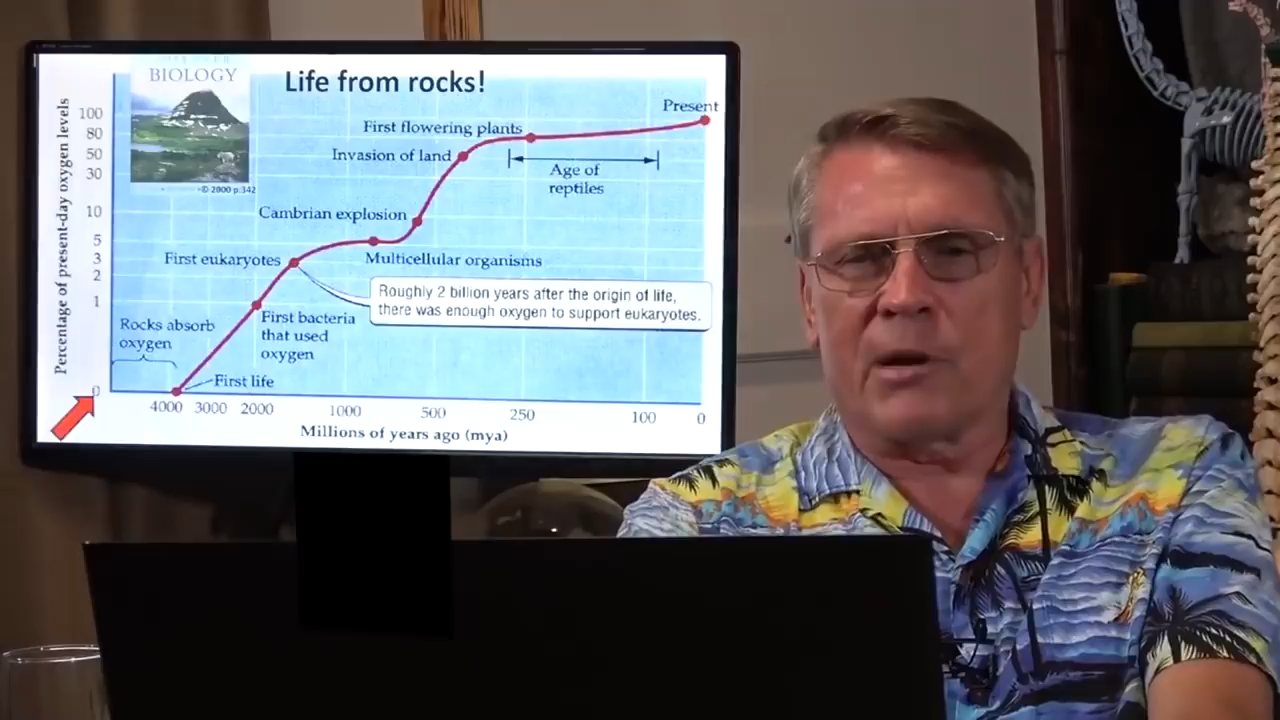 BIOLOGY
Life from rocks!
© 2000 p.342
Percentage of present-day oxygen levels
100
80
50
30
10
5
3
2
1
0
Present
First flowering plants
Invasion of land
Age of
reptiles
Cambrian explosion
First eukaryotes
Multicellular organisms
Roughly 2 billion years after the origin of life,
there was enough oxygen to support eukaryotes.
Rocks absorb
oxygen
First bacteria
that used
oxygen
First life
4000 3000 2000 1000 500 250 100 0
Millions of years ago (mya)